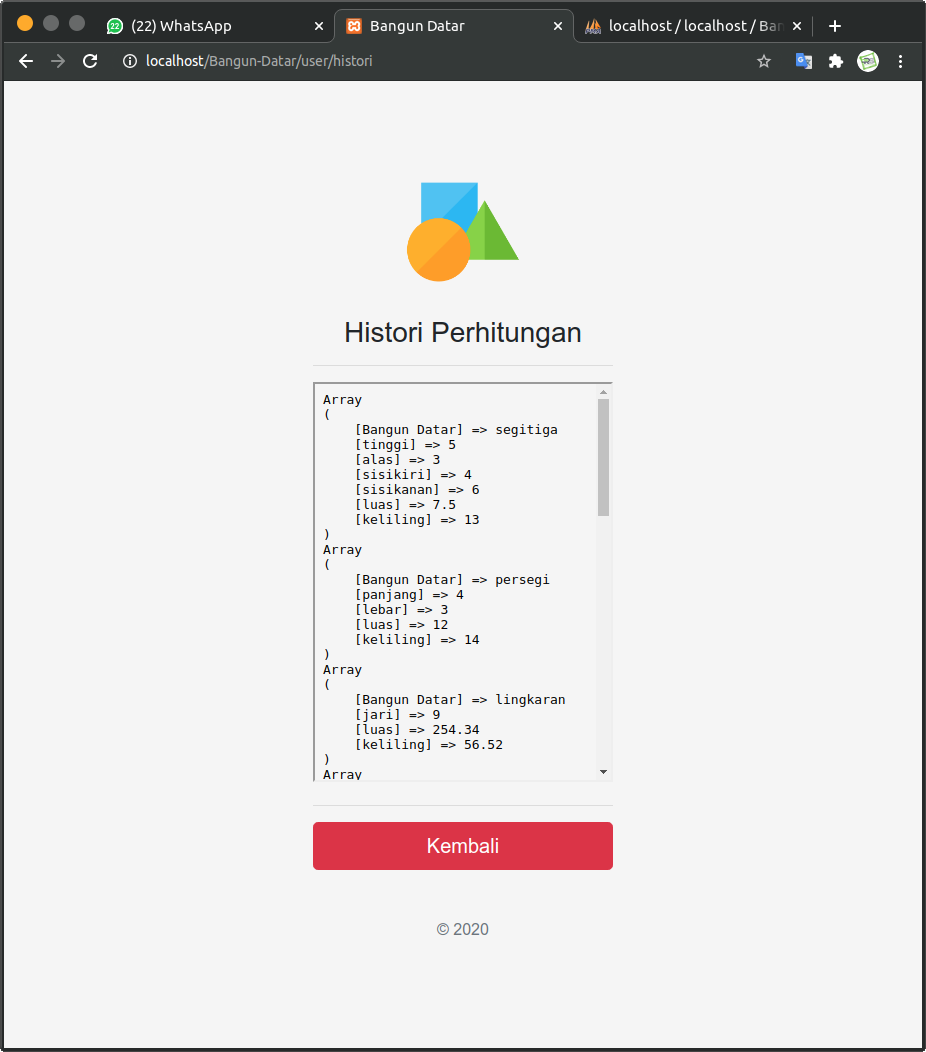 22 (22) WhatsApp
Bangun Datar
localhost / localhost / Ban
localhost/Bangun-Datar/user/histori
Histori Perhitungan
Array
(
    [Bangun Datar] => segitiga
    [tinggi] => 5
    [alas] => 3
    [sisikiri] => 4
    [sisikanan] => 6
    [luas] => 7.5
    [keliling] => 13
)
Array
(
    [Bangun Datar] => persegi
    [panjang] => 4
    [lebar] => 3
    [luas] => 12
    [keliling] => 14
)
Array
(
    [Bangun Datar] => lingkaran
    [jari] => 9
    [luas] => 254.34
    [keliling] => 56.52
)
Array
Kembali
© 2020